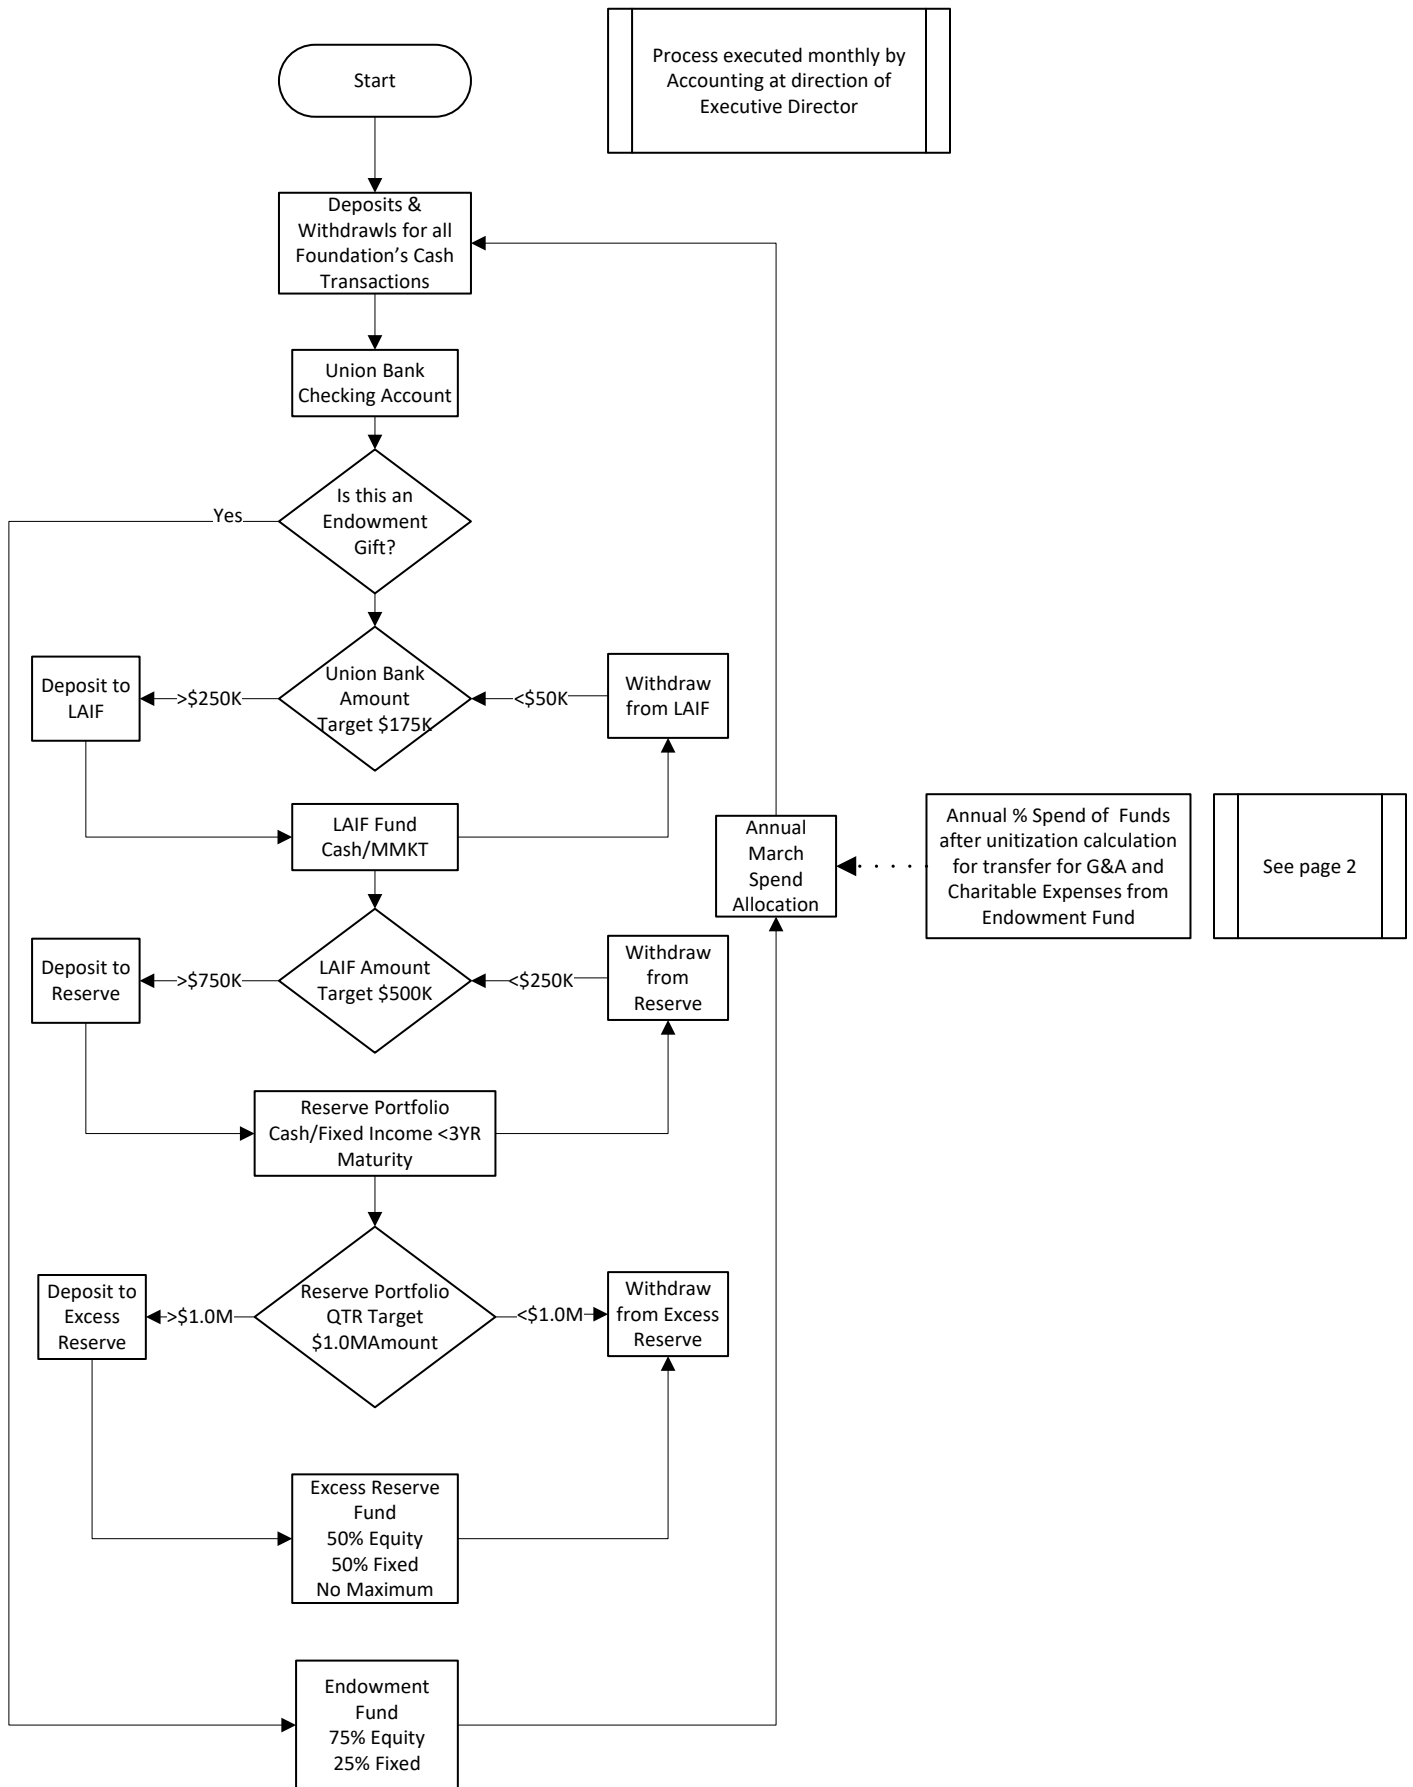 Start
Process executed monthly by
Accounting at direction of
Executive Director
Deposits &
Withdrawls for all
Foundation’s Cash
Transactions
Union Bank
Checking Account
Is this an
Endowment
Gift?
Yes
Union Bank
Amount
Target $175K
>$250K
Deposit to
LAIF
<$50K
Withdraw
from LAIF
LAIF Fund
Cash/MMKT
Annual
March
Spend
Allocation
Annual % Spend of  Funds
after unitization calculation
for transfer for G&A and
Charitable Expenses from
Endowment Fund
See page 2
LAIF Amount
Target $500K
>$750K
Deposit to
Reserve
<$250K
Withdraw
from
Reserve
Reserve Portfolio
Cash/Fixed Income <3YR
Maturity
Reserve Portfolio
QTR Target
$1.0MAmount
>$1.0M
Deposit to
Excess
Reserve
<$1.0M
Withdraw
from Excess
Reserve
Excess Reserve
Fund
50% Equity
50% Fixed
No Maximum
Endowment
Fund
75% Equity
25% Fixed